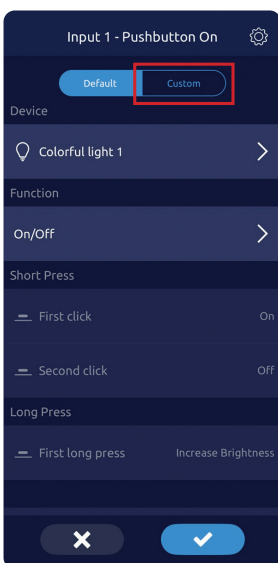 Input 1 - Pushbutton On
Default Custom
Device
Colorful light 1
Function
On/Off
Short Press
First click On
Second click Off
Long Press
First long press Increase Brightness